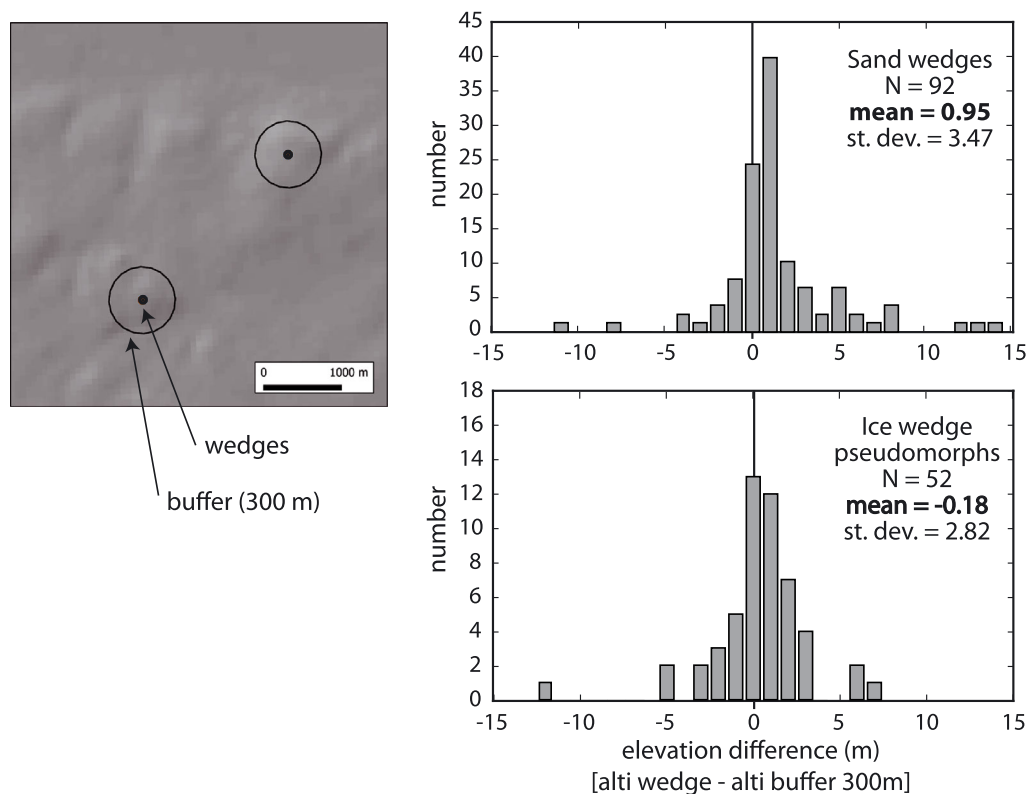 0 1000 m
wedges
buffer (300 m)
number
45
40
35
30
25
20
15
10
5
0
-15 -10 -5 0 5 10 15
Sand wedges
N = 92
mean = 0.95
st. dev. = 3.47
number
18
16
14
12
10
8
6
4
2
0
-15 -10 -5 0 5 10 15
Ice wedge
pseudomorphs
N = 52
mean = -0.18
st. dev. = 2.82
elevation difference (m)
[alti wedge - alti buffer 300m]